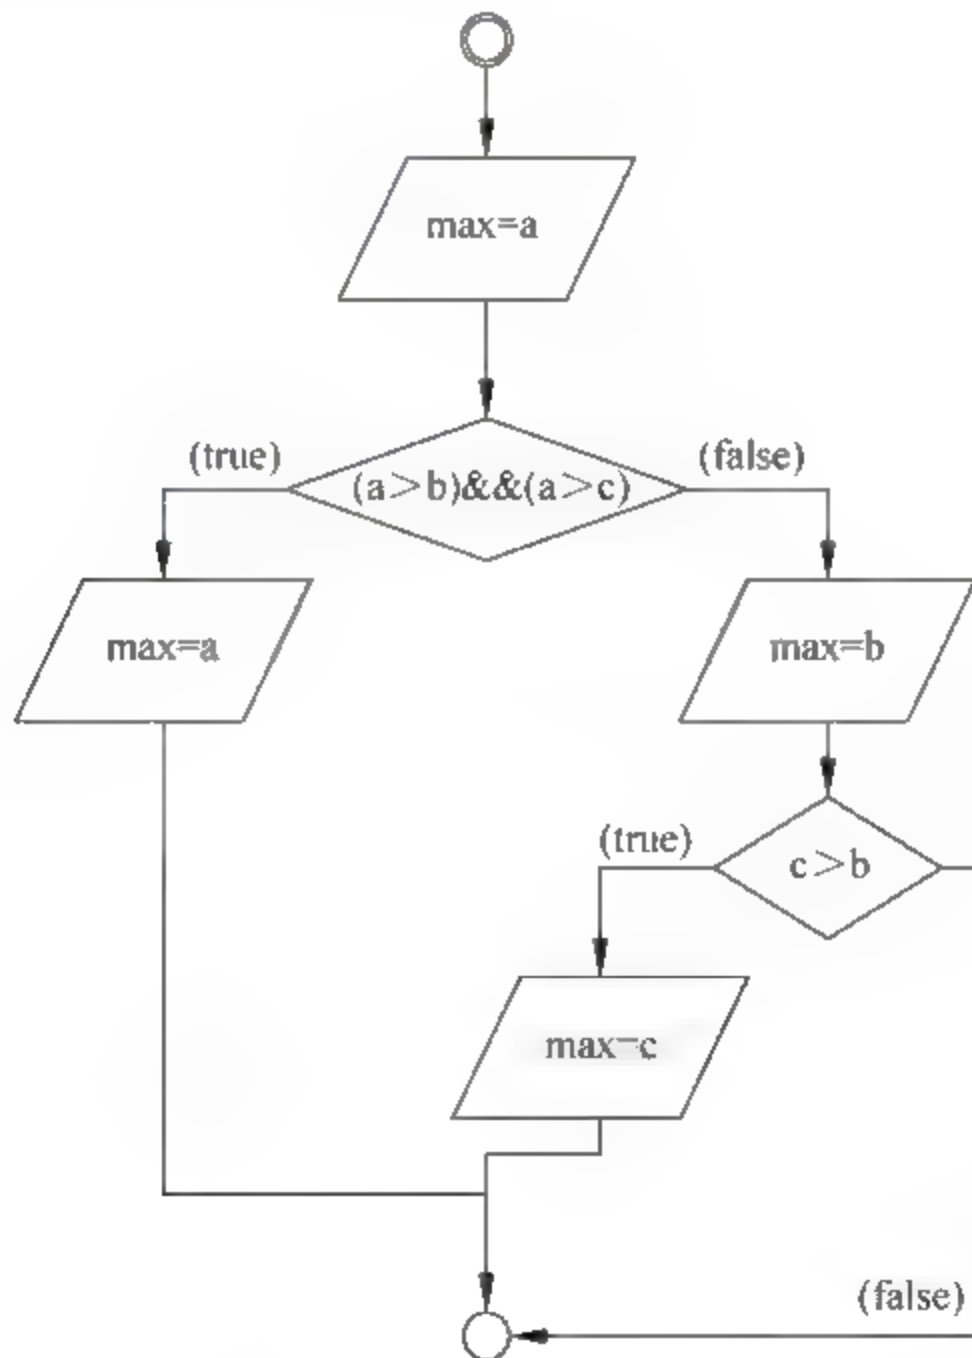 max=a
(true)
(a>b)&&(a>c)
(false)
max=a
max=b
(true)
c>b
max=c
(false)